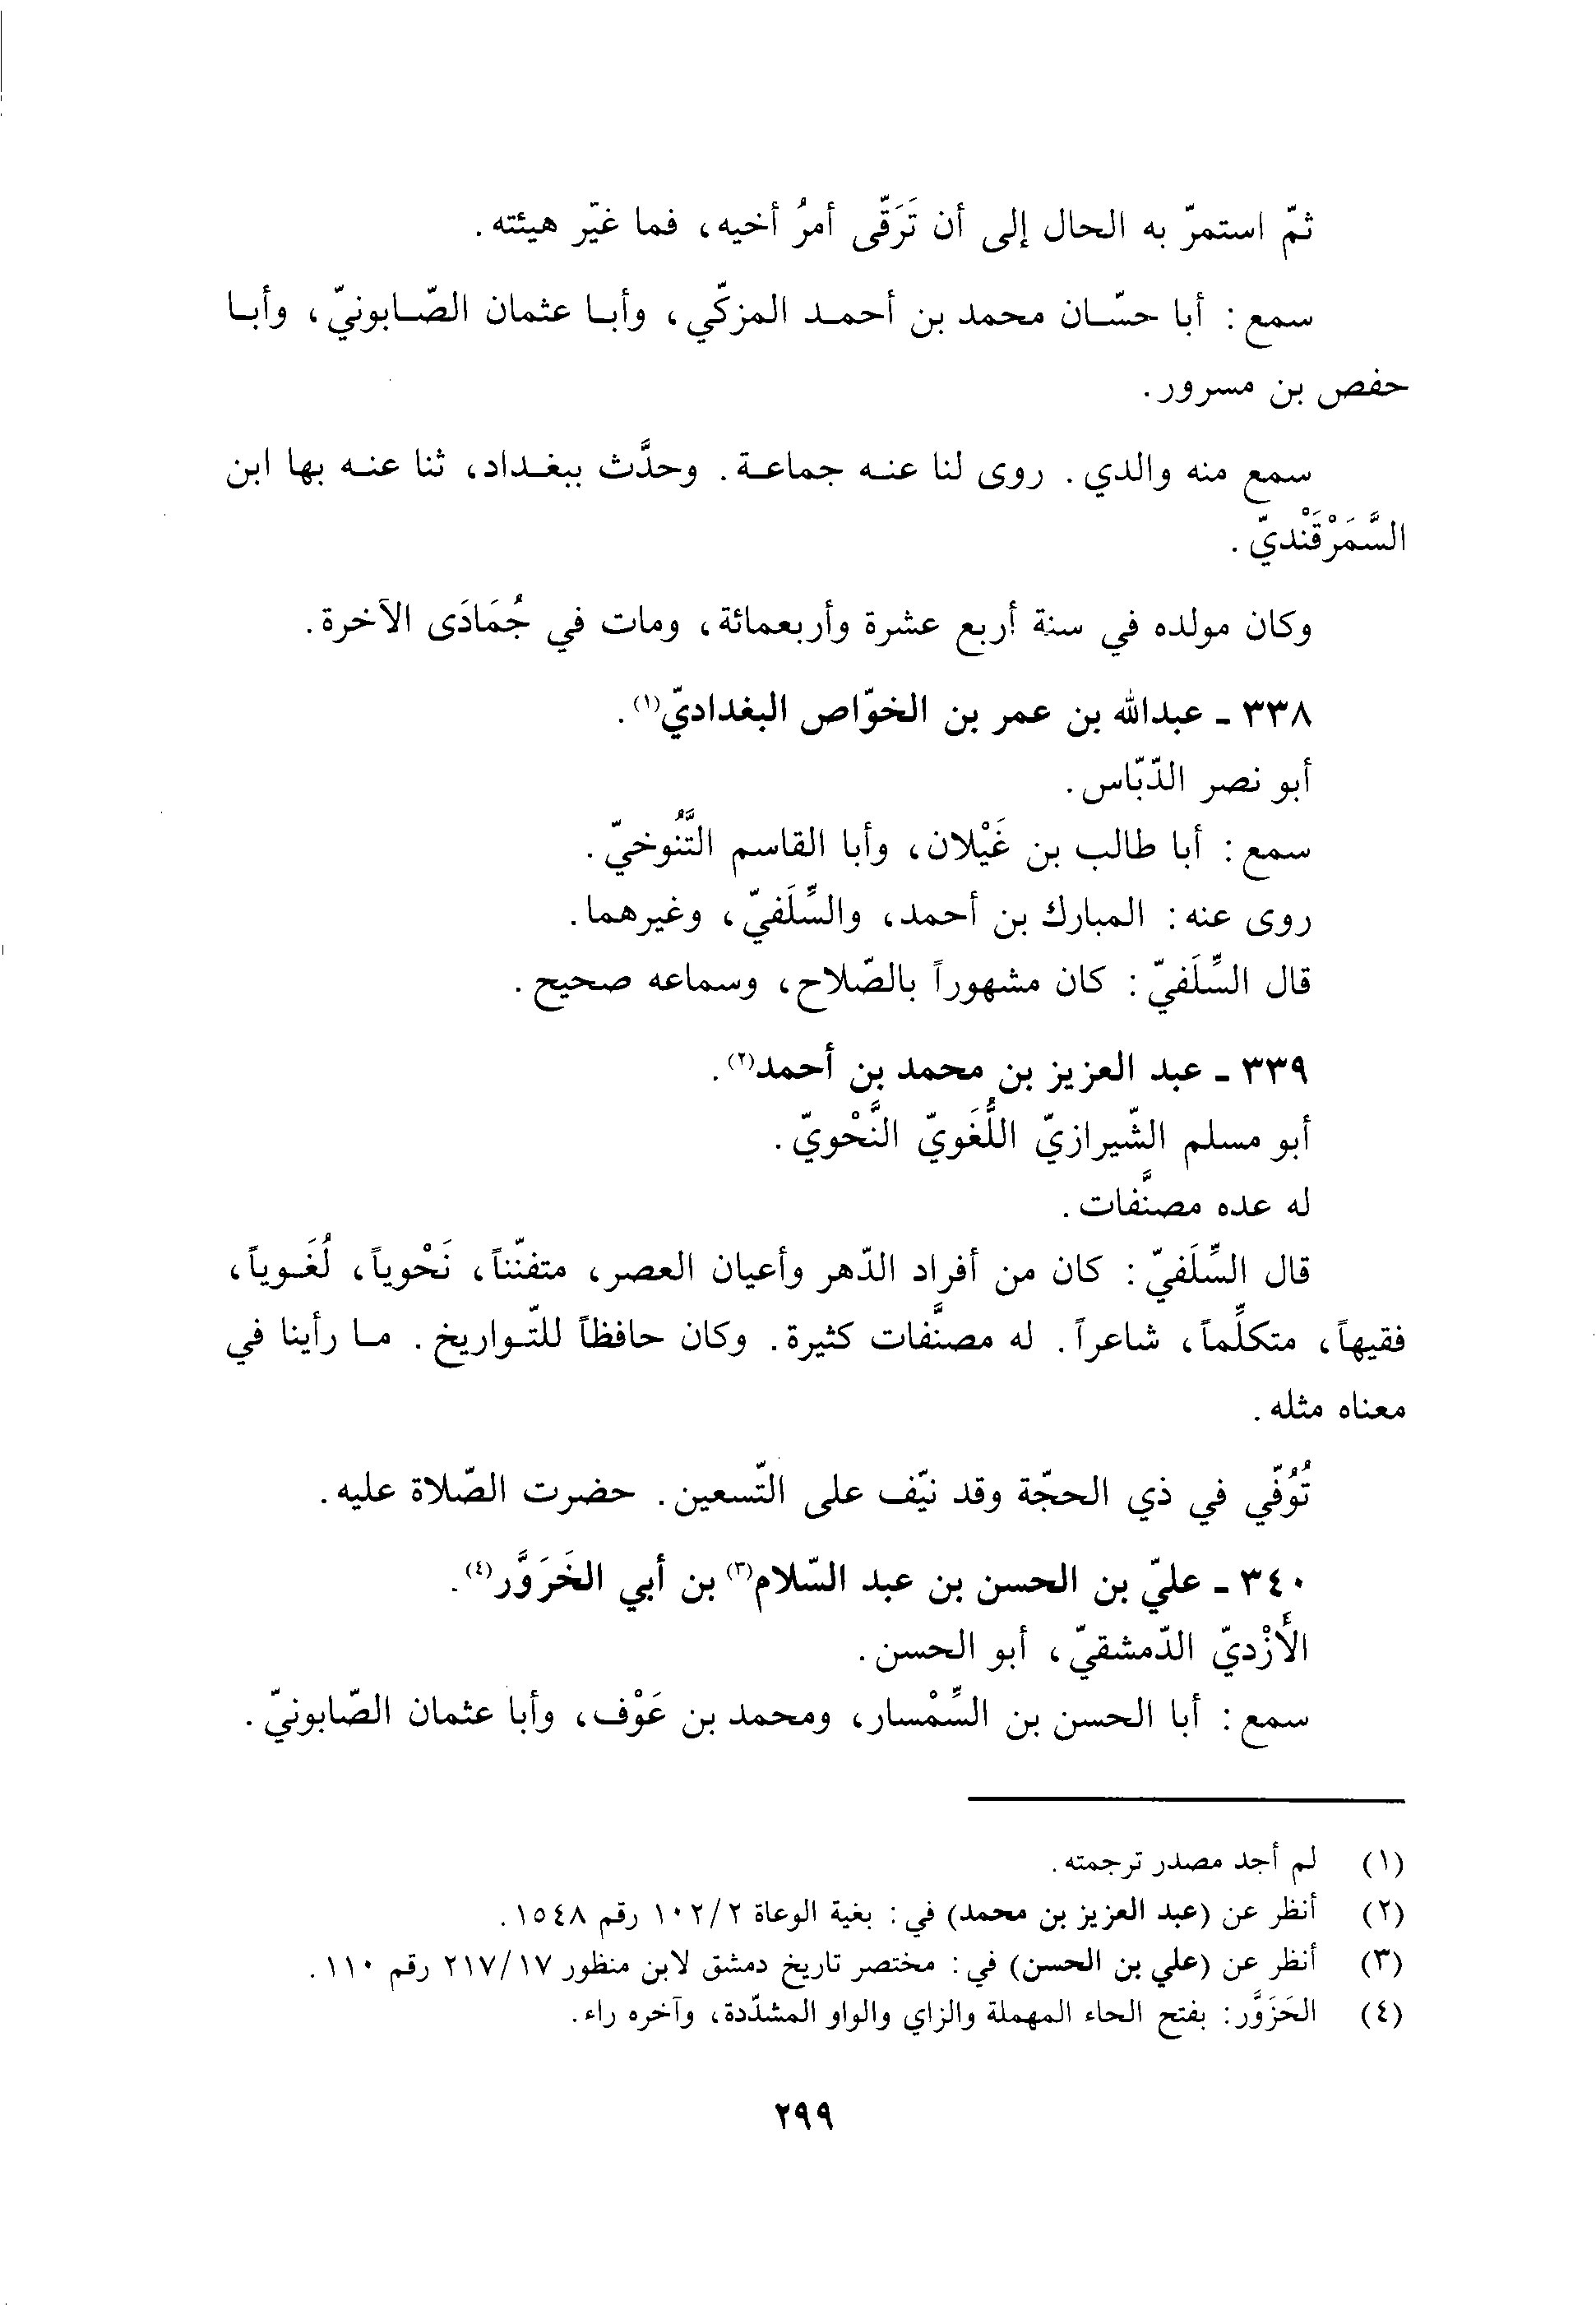 ثمّ استمرّ به الحال إلى أن تَرَقّى أمرُ أخيه، فما غيّر هيئته.
سمع: أبا حسّان محمد بن أحمد المزكّي، وأبا عثمان الصّابونيّ، وأبا
حفص بن مسرور.
سمع منه والدي. روى لنا عنه جماعة. وحدَّث ببغداد، ثنا عنه بها ابن
السَّمَرْقَنْديّ.
وكان مولده في سنة أربع عشرة وأربعمائة، ومات في جُمَادَى الآخرة.
٣٣٨ - عبدالله بن عمر بن الخوّاص البغداديّ(١).
أبو نصر الدّبّاس.
سمع: أبا طالب بن غَيْلان، وأبا القاسم التَّنُوخيّ.
روى عنه: المبارك بن أحمد، والسِّلَفيّ، وغيرهما.
قال السِّلَفيّ: كان مشهوراً بالصّلاح، وسماعه صحيح.
٣٣٩ - عبد العزيز بن محمد بن أحمد(٢).
أبو مسلم الشّيرازيّ اللُّغَويّ النَّحْويّ.
له عده مصنَّفات.
قال السِّلَفيّ: كان من أفراد الدّهر وأعيان العصر، متفنّناً، نَحْوياً، لُغَوياً،
فقيهاً، متكلِّماً، شاعراً. له مصنَّفات كثيرة. وكان حافظاً للتّواريخ. ما رأينا في
معناه مثله.
تُوُفّي في ذي الحجّة وقد نيّف على التّسعين. حضرت الصّلاة عليه.
٣٤٠ - عليّ بن الحسن بن عبد السّلام(٣) بن أبي الخَرَوَّر(٤).
الأَزْديّ الدّمشقيّ، أبو الحسن.
سمع: أبا الحسن بن السِّمْسار، ومحمد بن عَوْف، وأبا عثمان الصّابونيّ.
(١) لم أجد مصدر ترجمته.
(٢) أنظر عن (عبد العزيز بن محمد) في: بغية الوعاة ١٠٢/٢ رقم ١٥٤٨.
(٣) أنظر عن (علي بن الحسن) في: مختصر تاريخ دمشق لابن منظور ٢١٧/١٧ رقم ١١٠.
(٤) الحَزَوَّر: بفتح الحاء المهملة والزاي والواو المشدّدة، وآخره راء.
٢٩٩